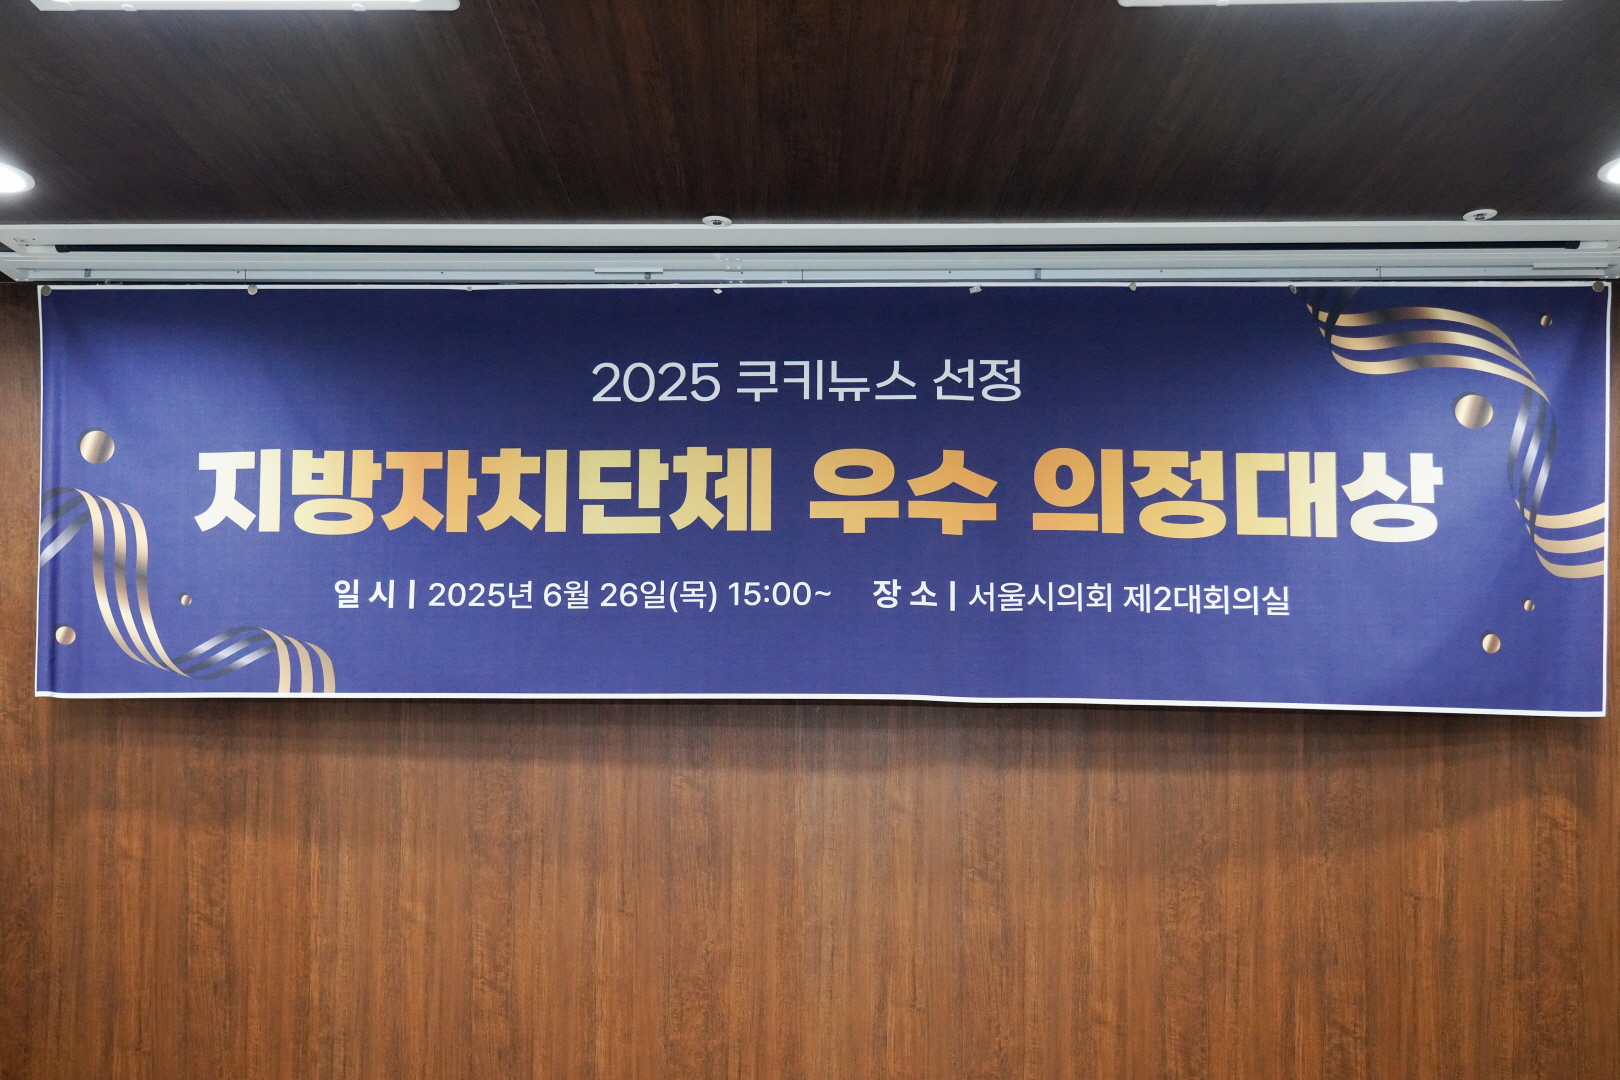 2025 쿠키뉴스 선정
지방자치단체 우수 의정대상
일 시 | 2025년 6월 26일(목) 15:00~ 장 소 | 서울시의회 제2대회의실